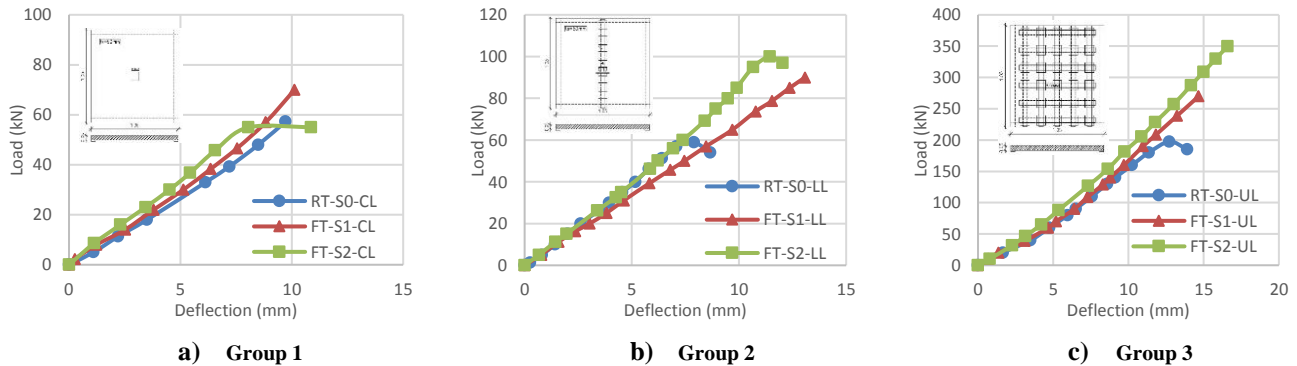 80
60
40
20
0
Load (kN)
0 5 10 15
Deflection (mm)
RT-S0-CL
FT-S1-CL
FT-S2-CL
a) Group 1
120
100
80
60
40
20
0
Load (kN)
0 5 10 15
Deflection (mm)
RT-S0-LL
FT-S1-LL
FT-S2-LL
b) Group 2
400
350
300
250
200
150
100
50
0
Load (kN)
0 5 10 15 20
Deflection (mm)
RT-S0-UL
FT-S1-UL
FT-S2-UL
c) Group 3